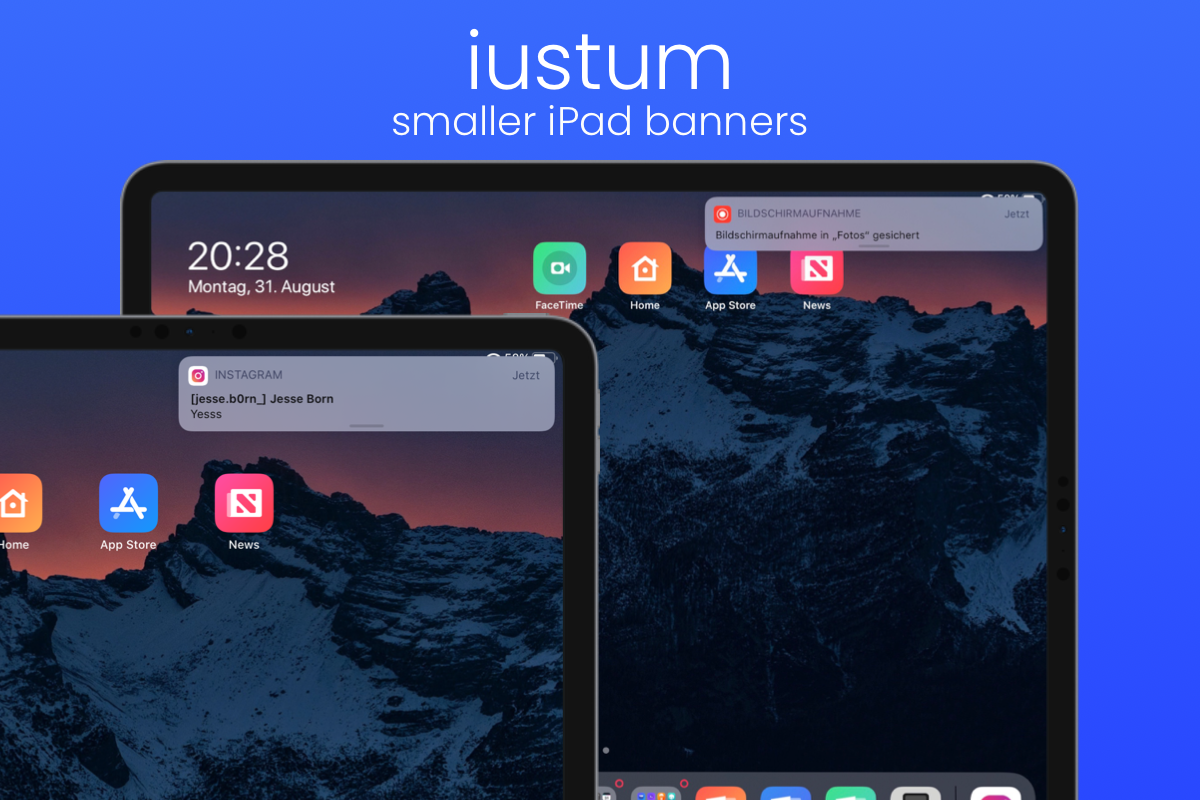 iustum
smaller iPad banners
BILDSCHIRMAUFNAHME
Jetzt
Bildschirmaufnahme in „Fotos“ gesichert
20:28
Montag, 31. August
FaceTime
Home
App Store
News
INSTAGRAM
Jetzt
[jesse.b0rn_] Jesse Born
Yesss
Home
App Store
News